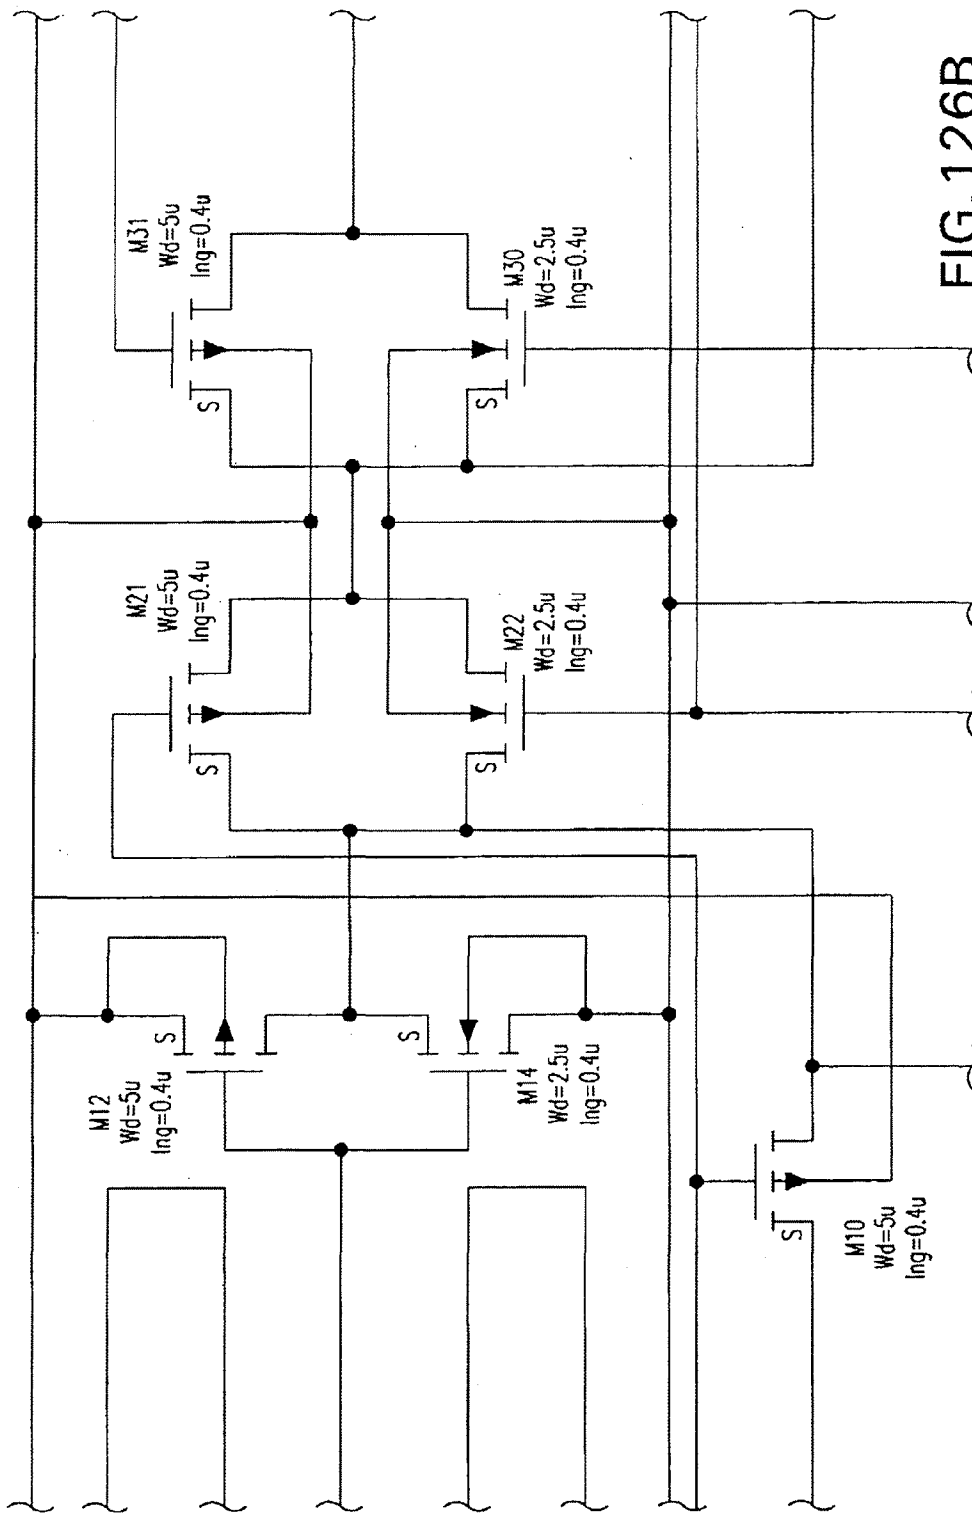 M12
Wd=5u
lng=0.4u
S
M14
Wd=2.5u
lng=0.4u
S
M10
Wd=5u
lng=0.4u
S
M21
Wd=5u
lng=0.4u
S
M22
Wd=2.5u
lng=0.4u
S
M31
Wd=5u
lng=0.4u
S
M30
Wd=2.5u
lng=0.4u
S
FIG. 126B